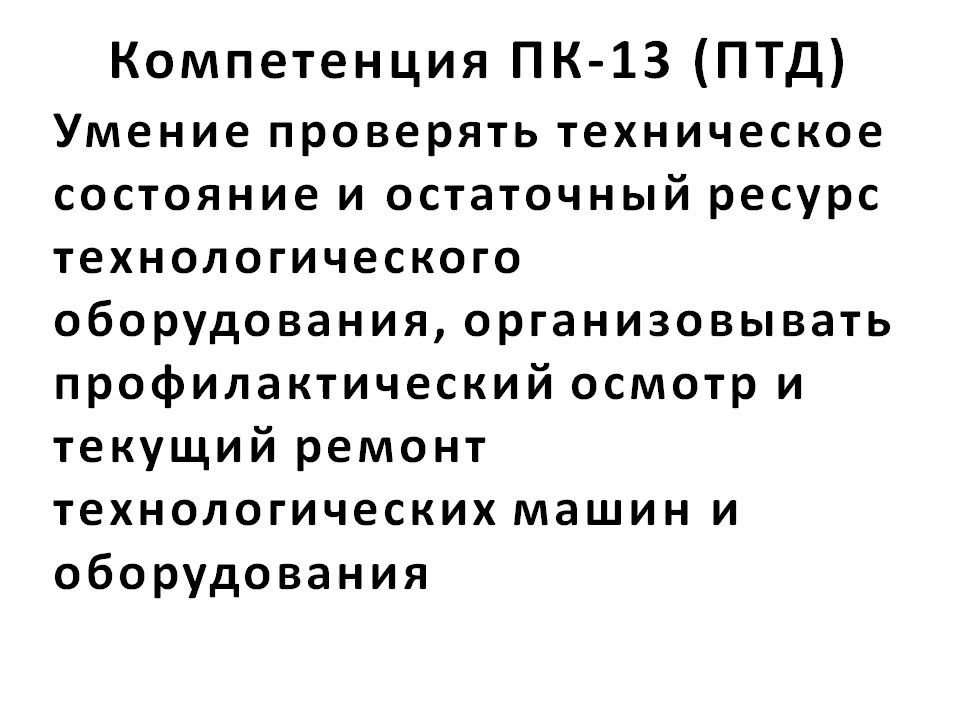 Компетенция ПК-13 (ПТД)
Умение проверять техническое
состояние и остаточный ресурс
технологического
оборудования, организовывать
профилактический осмотр и
текущий ремонт
технологических машин и
оборудования